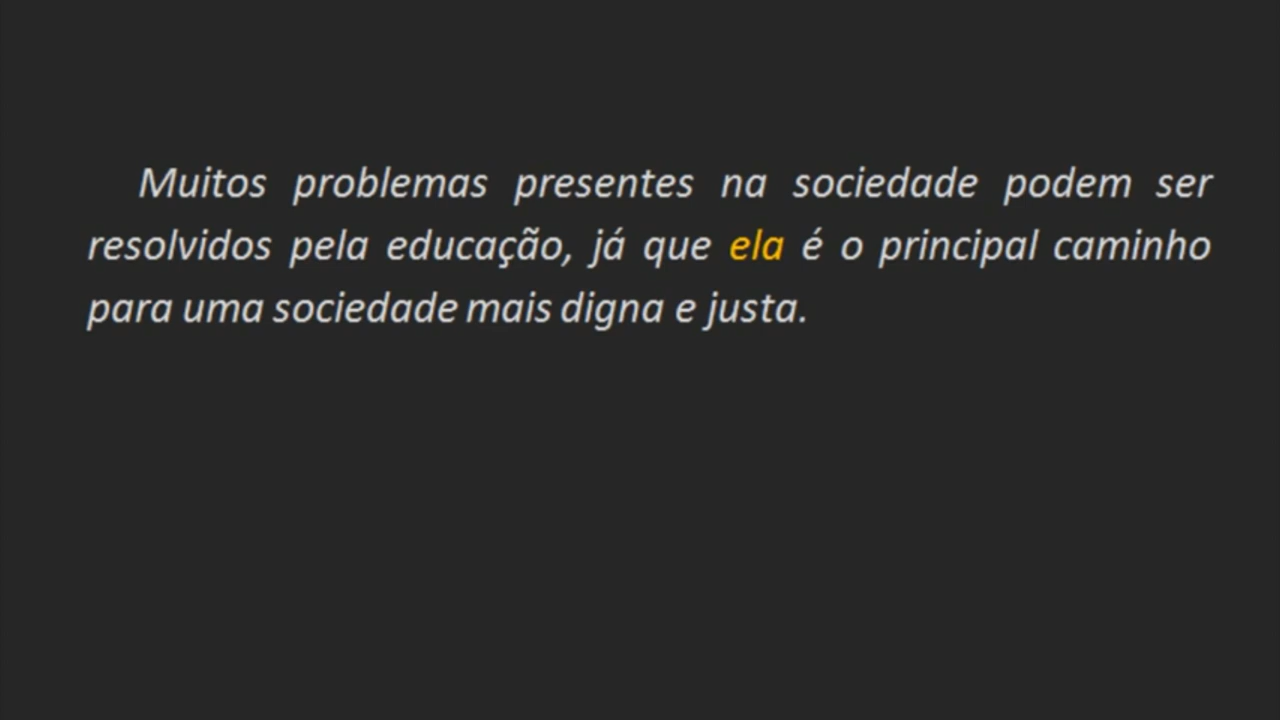 Muitos problemas presentes na sociedade podem ser
resolvidos pela educação, já que ela é o principal caminho
para uma sociedade mais digna e justa.